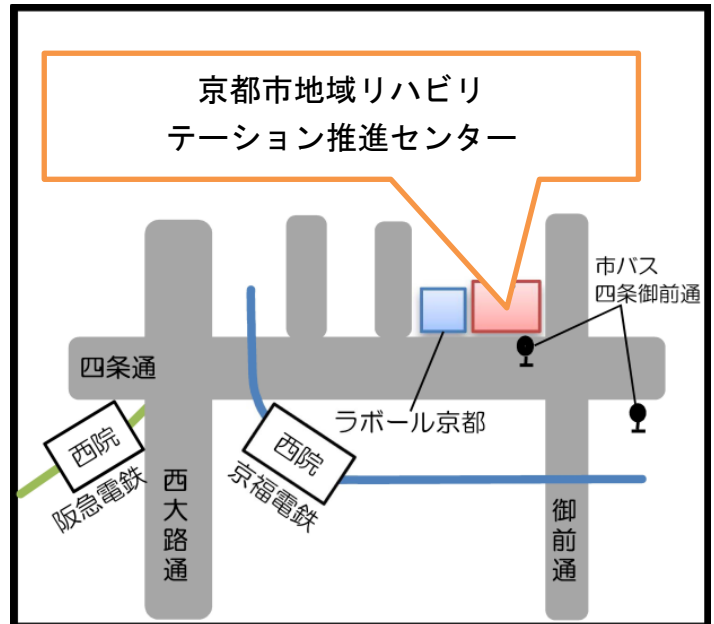 京都市地域リハビリ
テーション推進センター
市バス
四条御前通
四条通
ラボール京都
西院
阪急電鉄
西院
京福電鉄
西大路通
御前通